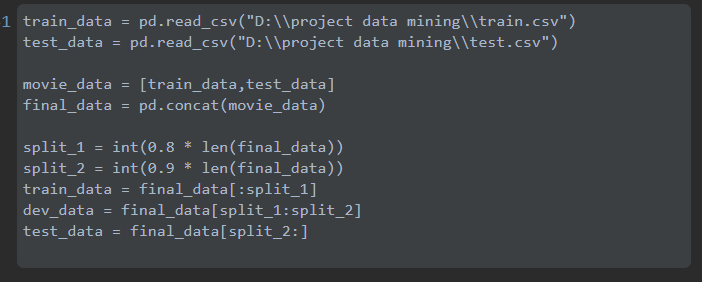 1
train_data = pd.read_csv("D:\\project data mining\\train.csv")
test_data = pd.read_csv("D:\\project data mining\\test.csv")
movie_data = [train_data,test_data]
final_data = pd.concat(movie_data)
split_1 = int(0.8 * len(final_data))
split_2 = int(0.9 * len(final_data))
train_data = final_data[:split_1]
dev_data = final_data[split_1:split_2]
test_data = final_data[split_2:]